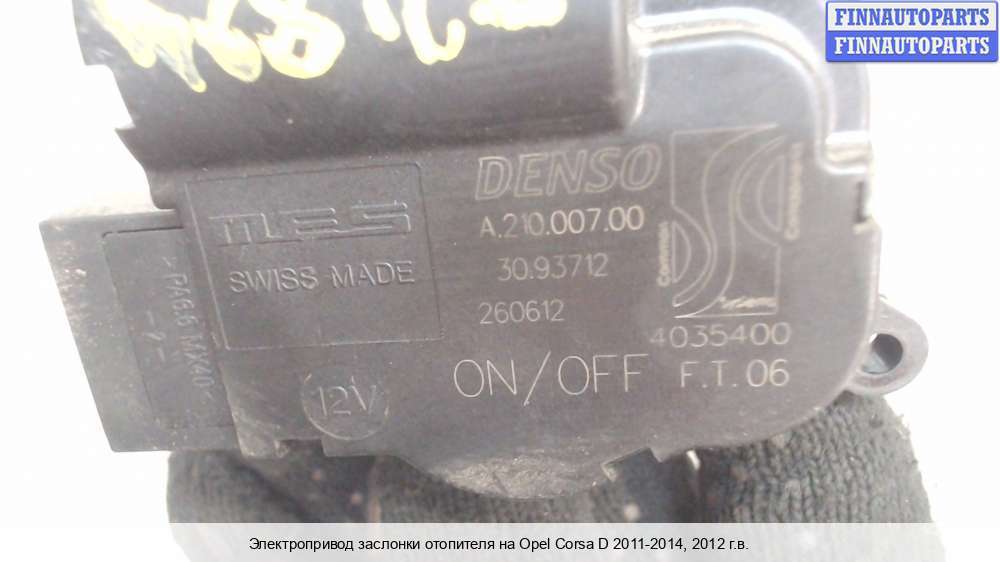 FINNAUTOPARTS
FINNAUTOPARTS
DENSO
A.210.007.00
30.93712
260612
MES
SWISS MADE
12V
ON/OFF
4035400
F.T.06
Электропривод заслонки отопителя на Opel Corsa D 2011-2014, 2012 г.в.